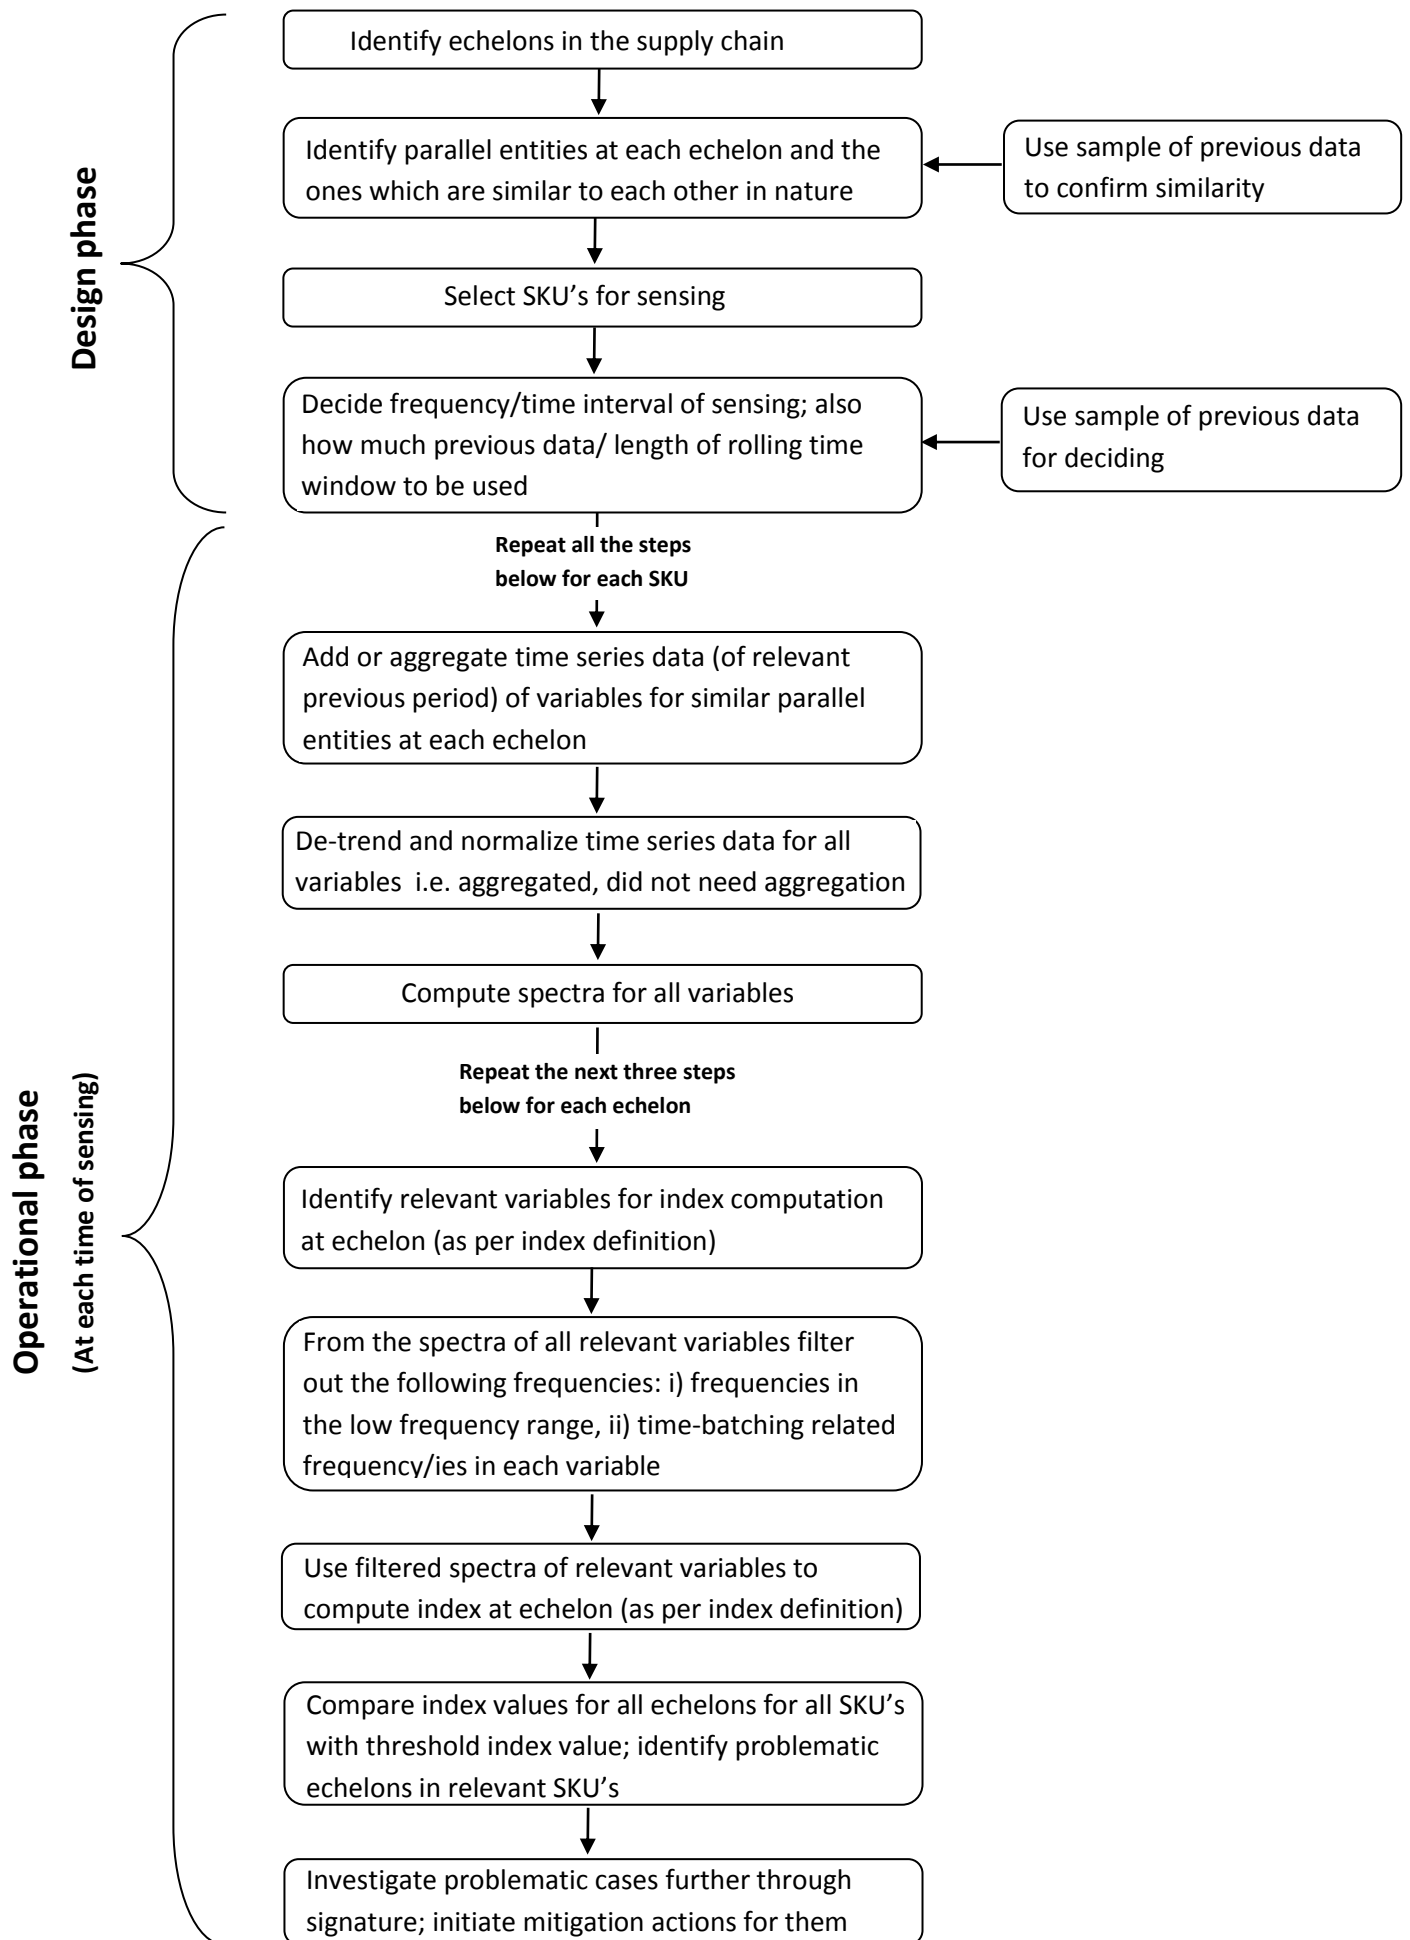 Identify echelons in the supply chain
Identify parallel entities at each echelon and the
ones which are similar to each other in nature
Use sample of previous data
to confirm similarity
Select SKU's for sensing
Decide frequency/time interval of sensing; also
how much previous data/ length of rolling time
window to be used
Use sample of previous data
for deciding
Design phase
Repeat all the steps
below for each SKU
Add or aggregate time series data (of relevant
previous period) of variables for similar parallel
entities at each echelon
De-trend and normalize time series data for all
variables  i.e. aggregated, did not need aggregation
Compute spectra for all variables
Repeat the next three steps
below for each echelon
Identify relevant variables for index computation
at echelon (as per index definition)
From the spectra of all relevant variables filter
out the following frequencies: i) frequencies in
the low frequency range, ii) time-batching related
frequency/ies in each variable
Use filtered spectra of relevant variables to
compute index at echelon (as per index definition)
Compare index values for all echelons for all SKU's
with threshold index value; identify problematic
echelons in relevant SKU's
Investigate problematic cases further through
signature; initiate mitigation actions for them
Operational phase
(At each time of sensing)